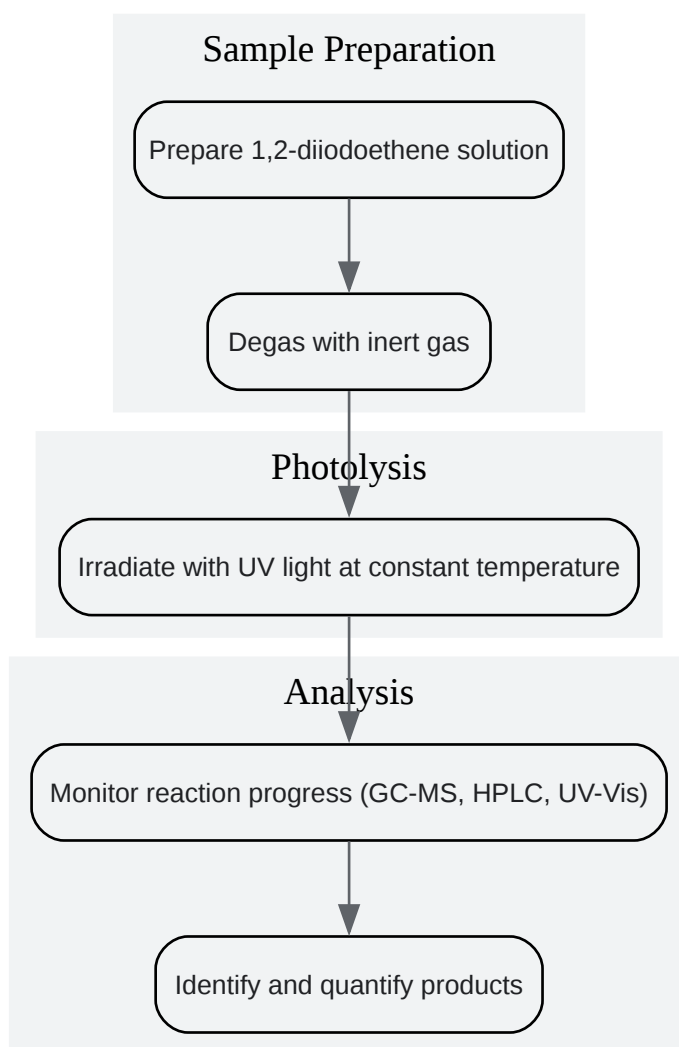 Sample Preparation
Prepare 1,2-diiodoethene solution
Degas with inert gas
Photolysis
Irradiate with UV light at constant temperature
Analysis
Monitor reaction progress (GC-MS, HPLC, UV-Vis)
Identify and quantify products